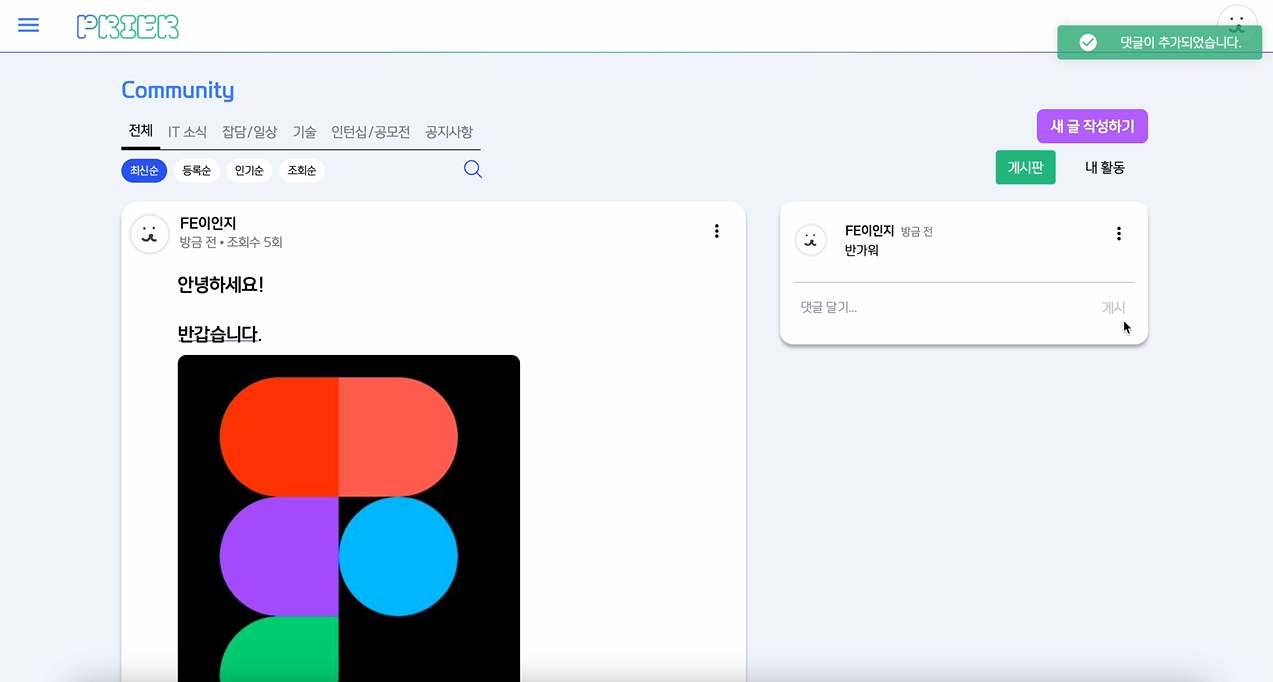 PRIER
댓글이 추가되었습니다.
Community
전체 IT 소식 잡담/일상 기술 인턴십/공모전 공지사항
새 글 작성하기
최신순 등록순 인기순 조회순
게시판 내 활동
FE이인지
방금 전 • 조회수 5회
안녕하세요!
반갑습니다.
FE이인지 방금 전
반가워
댓글 달기...
게시